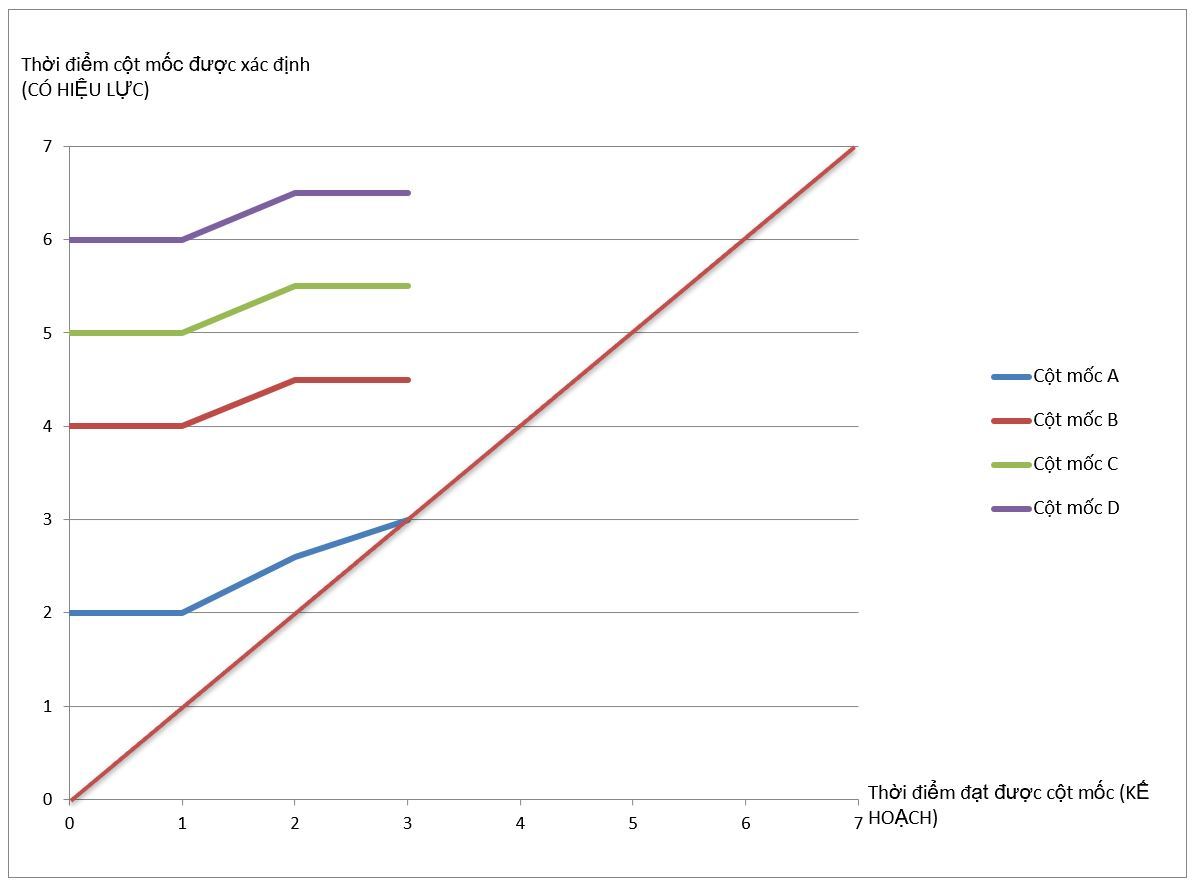 Thời điểm cột mốc được xác định
(CÓ HIỆU LỰC)
7
6
5
4
3
2
1
0
0 1 2 3 4 5 6 7
Thời điểm đạt được cột mốc (KẾ
HOẠCH)
Cột mốc A
Cột mốc B
Cột mốc C
Cột mốc D